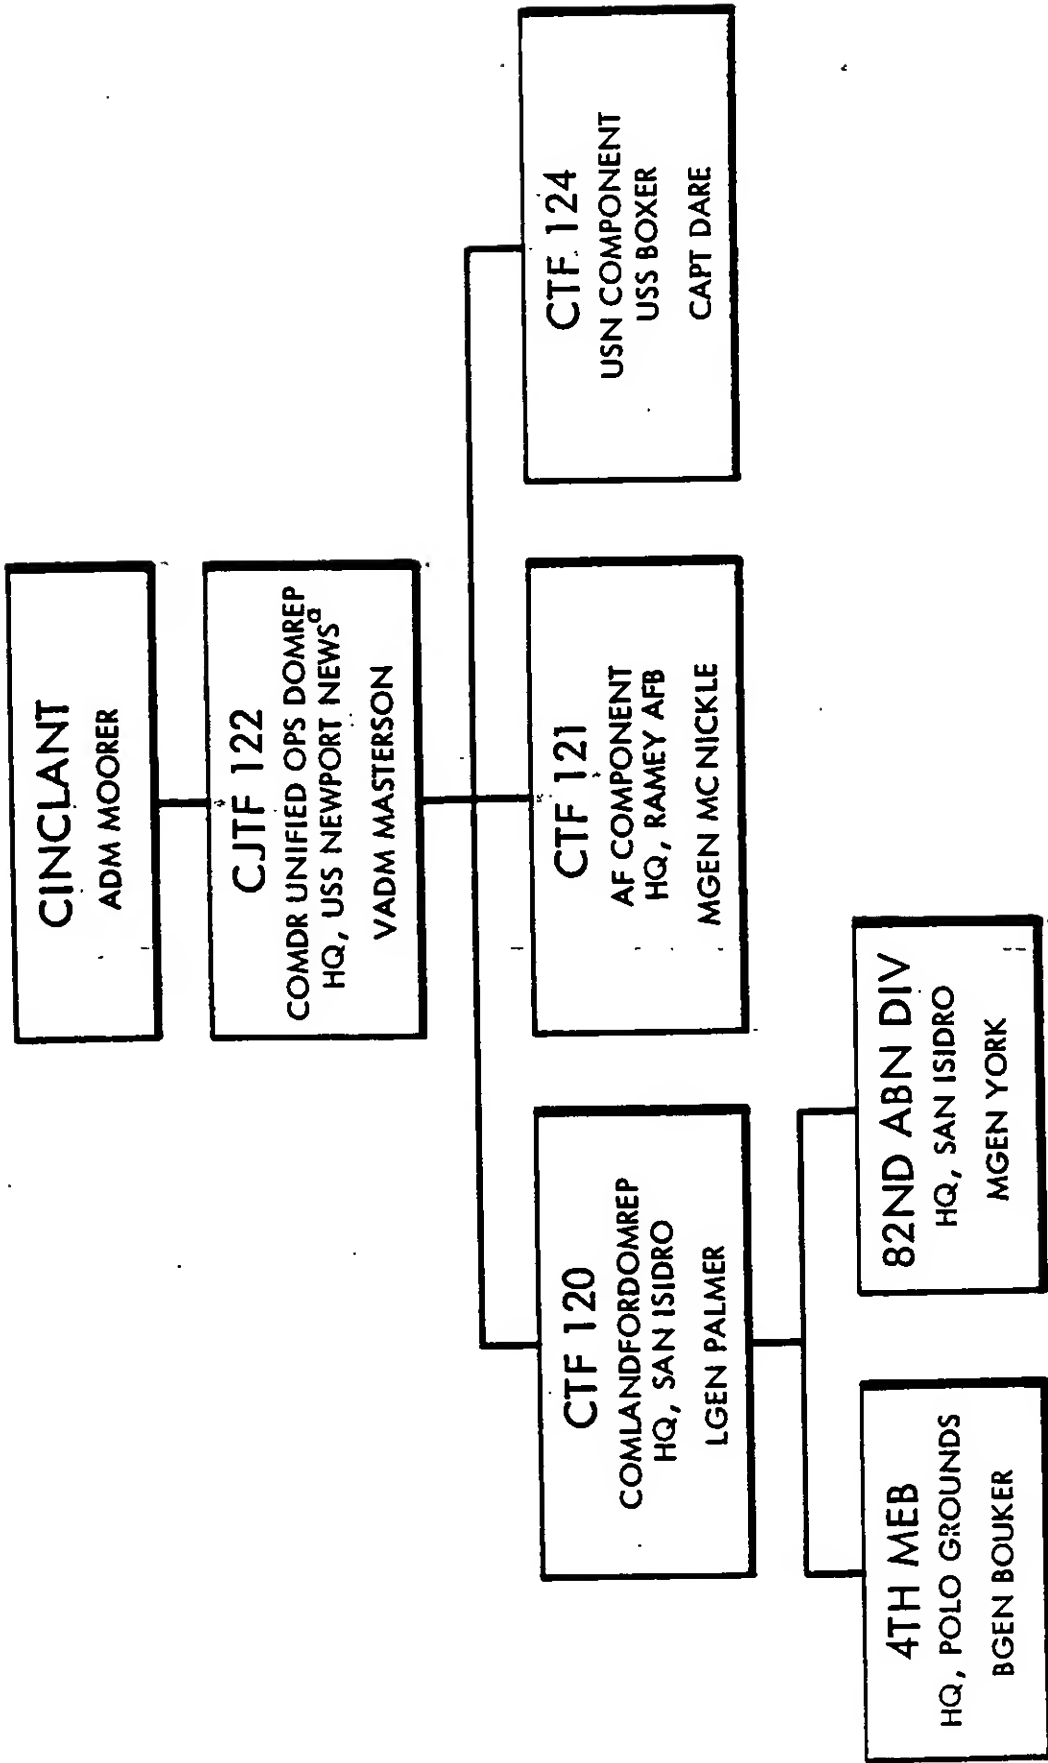 CINCLANT
ADM MOORER
CJTF 122
COMDR UNIFIED OPS DOMREP
HQ, USS NEWPORT NEWSᵃ
VADM MASTERSON
CTF 120
COMLANDFORDOMREP
HQ, SAN ISIDRO
LGEN PALMER
CTF 121
AF COMPONENT
HQ, RAMEY AFB
MGEN MC NICKLE
CTF 124
USN COMPONENT
USS BOXER
CAPT DARE
4TH MEB
HQ, POLO GROUNDS
BGEN BOUKER
82ND ABN DIV
HQ, SAN ISIDRO
MGEN YORK